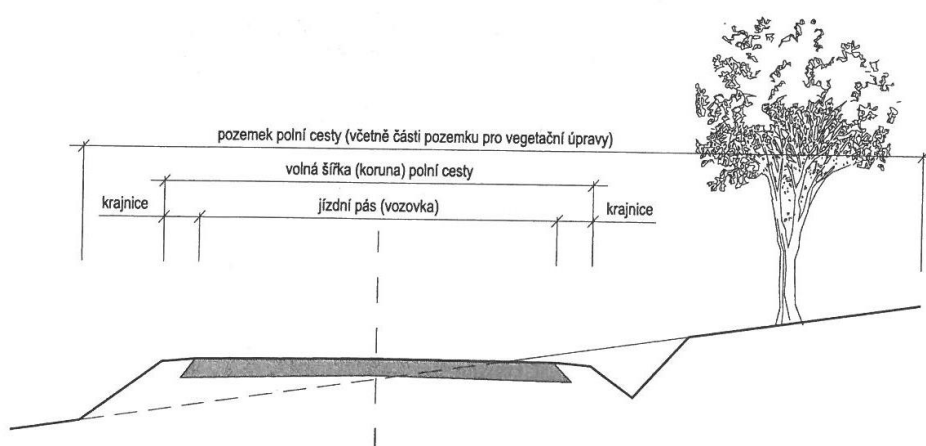 pozemek polní cesty (včetně části pozemku pro vegetační úpravy)
volná šířka (koruna) polní cesty
krajnice
jízdní pás (vozovka)
krajnice